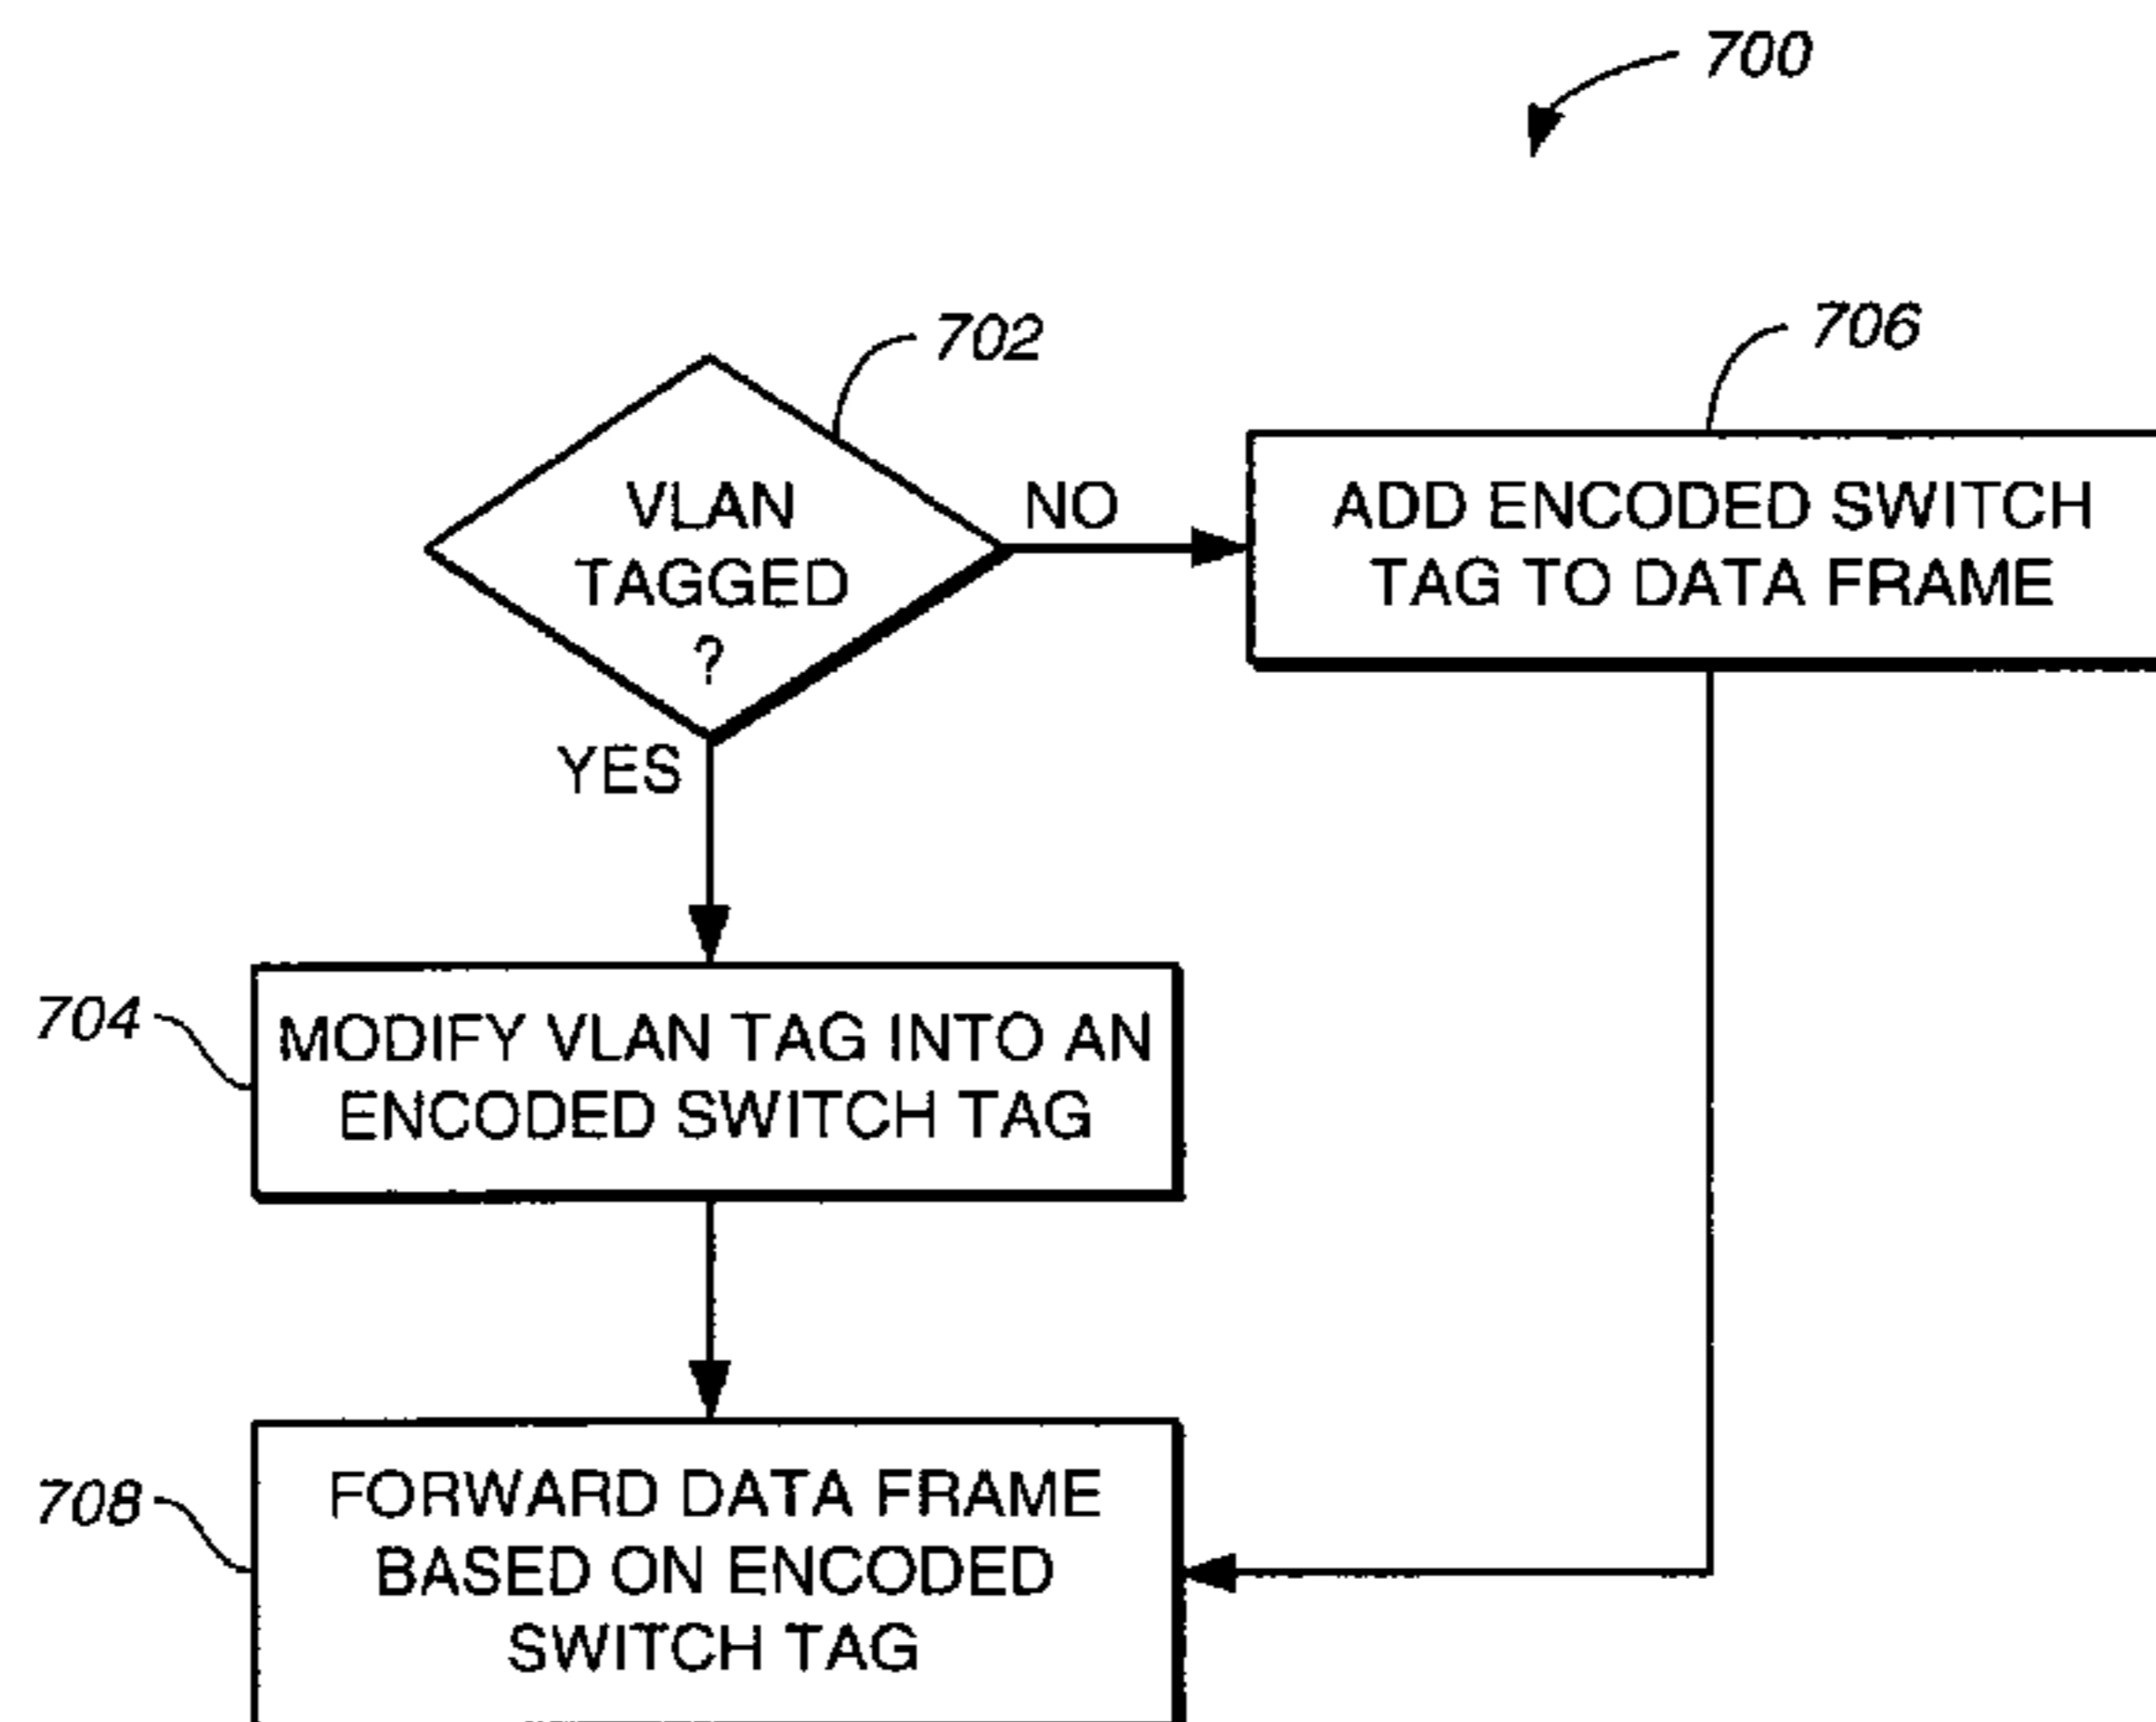 700
702
706
VLAN
TAGGED
?
NO
ADD ENCODED SWITCH
TAG TO DATA FRAME
YES
704
MODIFY VLAN TAG INTO AN
ENCODED SWITCH TAG
708
FORWARD DATA FRAME
BASED ON ENCODED
SWITCH TAG